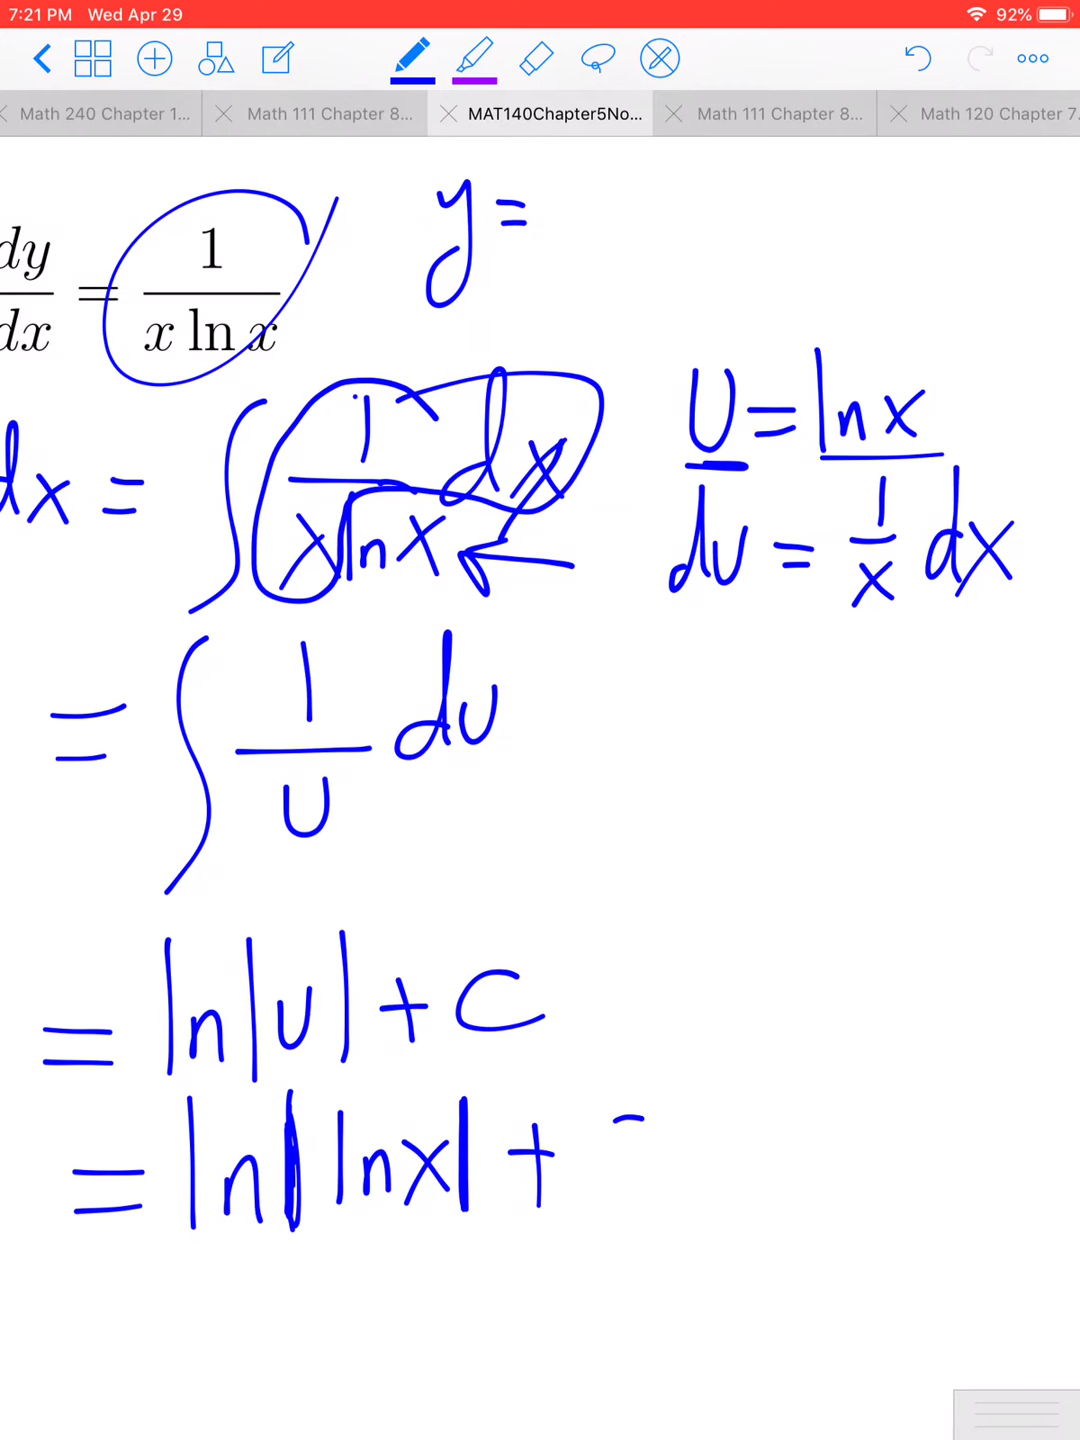 7:21 PM Wed Apr 29 92%
Math 240 Chapter 1... Math 111 Chapter 8... MAT140Chapter5No... Math 111 Chapter 8... Math 120 Chapter 7.
dy/dx = 1/(x ln x) y =
dx = ∫ 1/(x ln x) dx U = ln x
du = 1/x dx
= ∫ 1/U du
= ln|U| + C
= ln|ln x| +